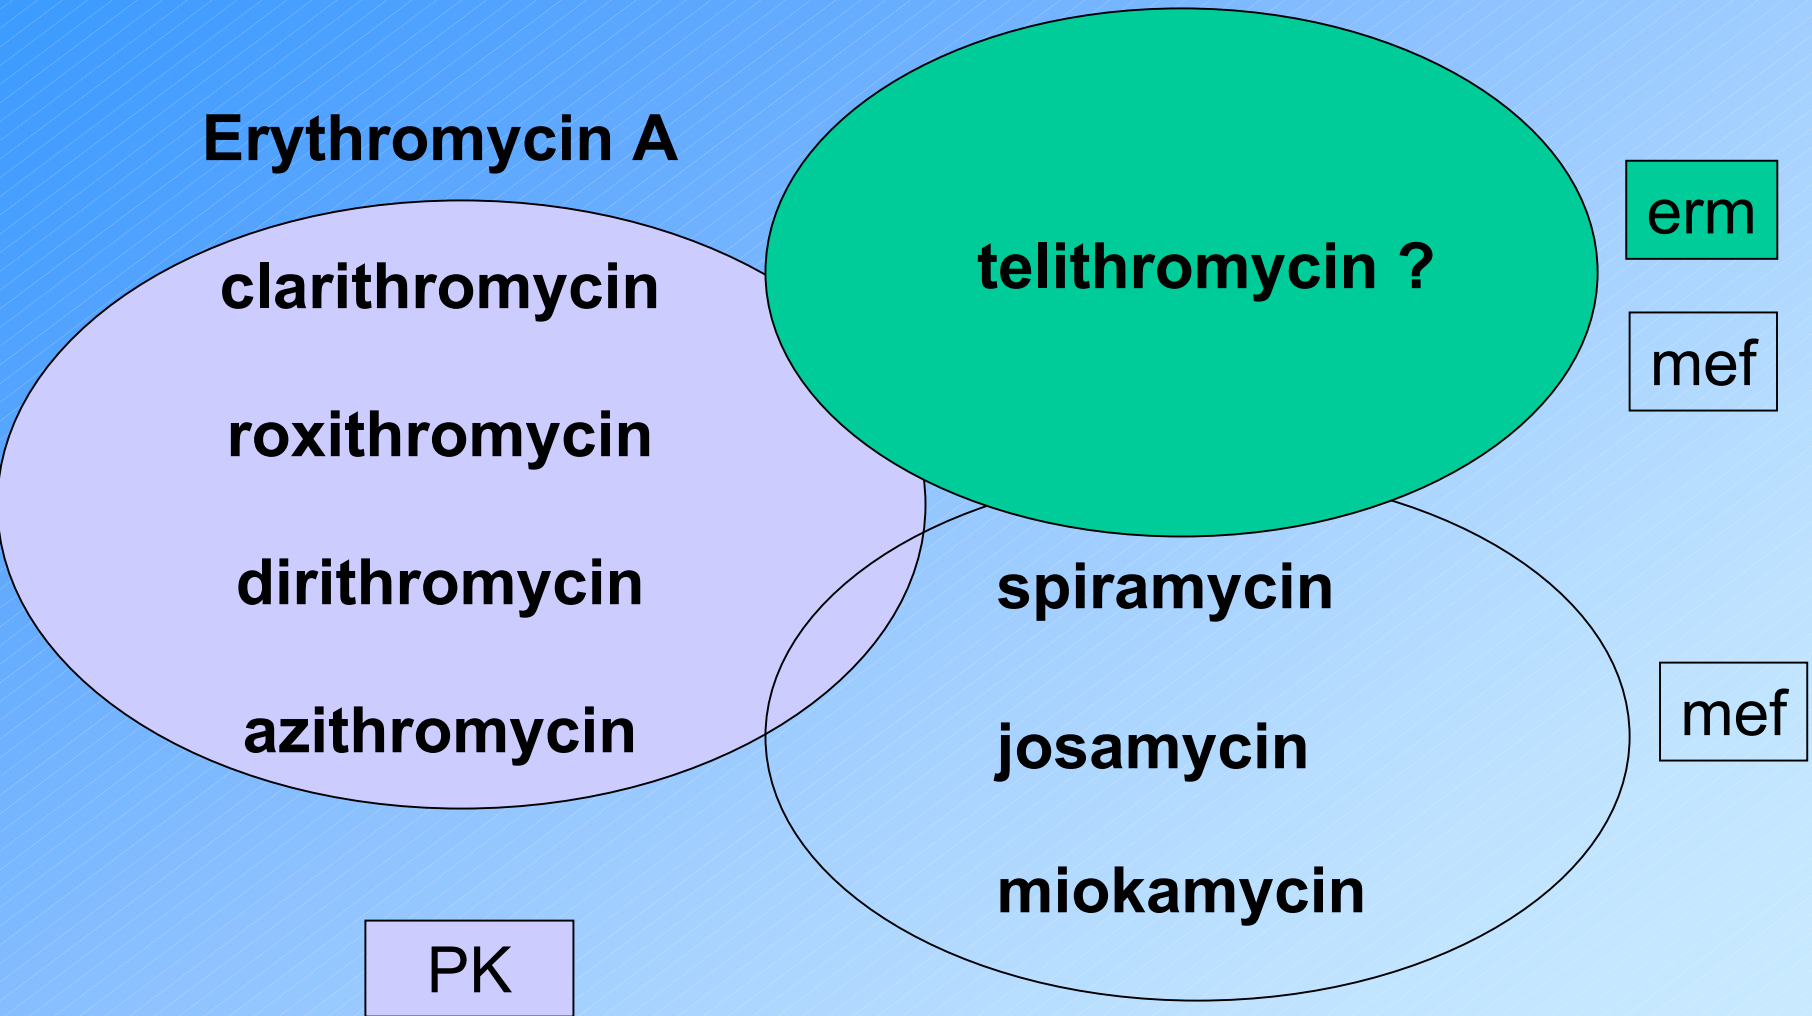 Erythromycin A
clarithromycin
roxithromycin
dirithromycin
azithromycin
PK
telithromycin ?
erm
mef
spiramycin
josamycin
miokamycin
mef